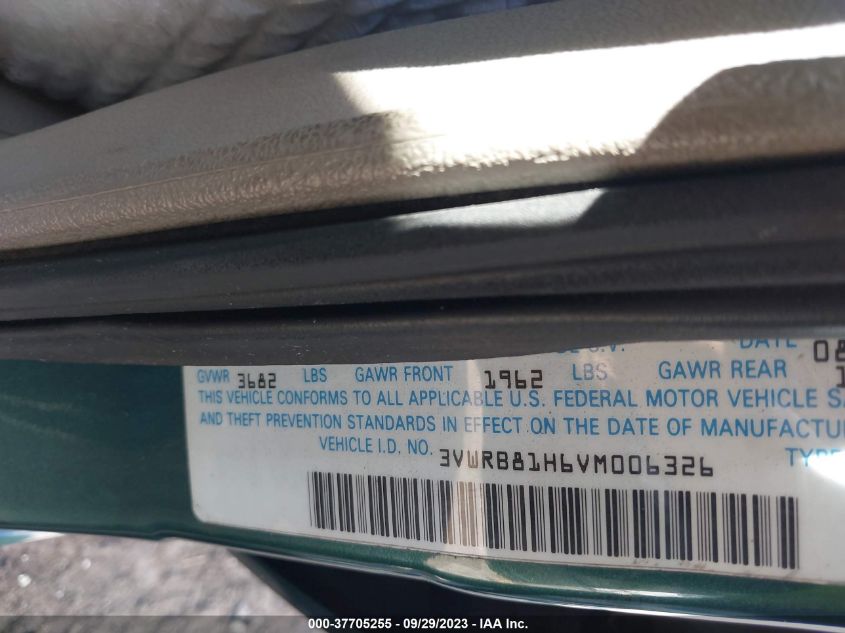 DATE 08
GVWR 3682 LBS GAWR FRONT 1962 LBS GAWR REAR 1
THIS VEHICLE CONFORMS TO ALL APPLICABLE U.S. FEDERAL MOTOR VEHICLE
AND THEFT PREVENTION STANDARDS IN EFFECT ON THE DATE OF MANUFACTU
VEHICLE I.D. NO. 3VWRB81H6VM006326 TYPE
000-37705255 - 09/29/2023 - IAA Inc.